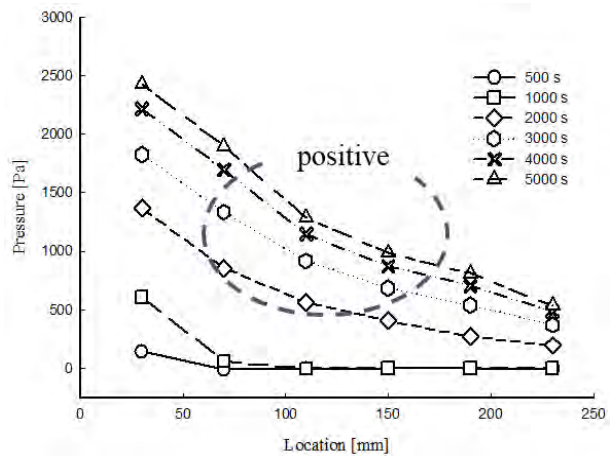 3000
2500
2000
1500
1000
500
0
Pressure [Pa]
positive
500 s
1000 s
2000 s
3000 s
4000 s
5000 s
0
50
100
150
200
250
Location [mm]